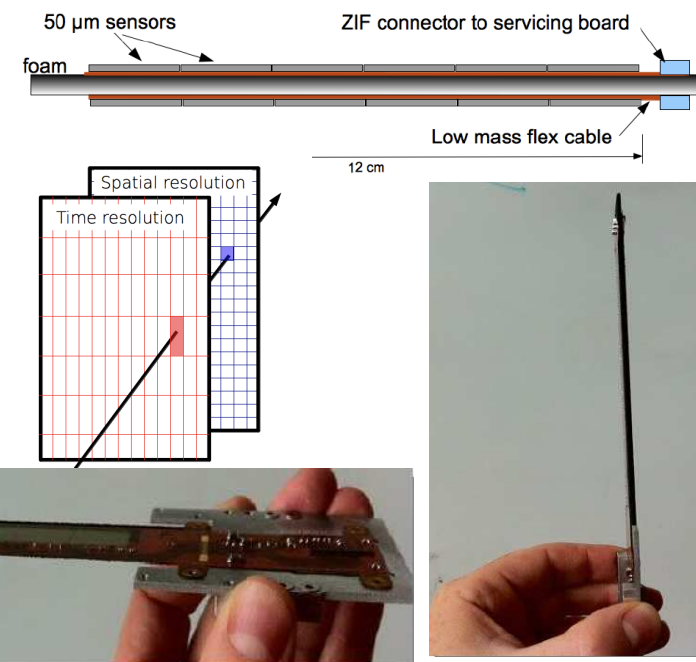 50 µm sensors
ZIF connector to servicing board
foam
Low mass flex cable
12 cm
Spatial resolution
Time resolution